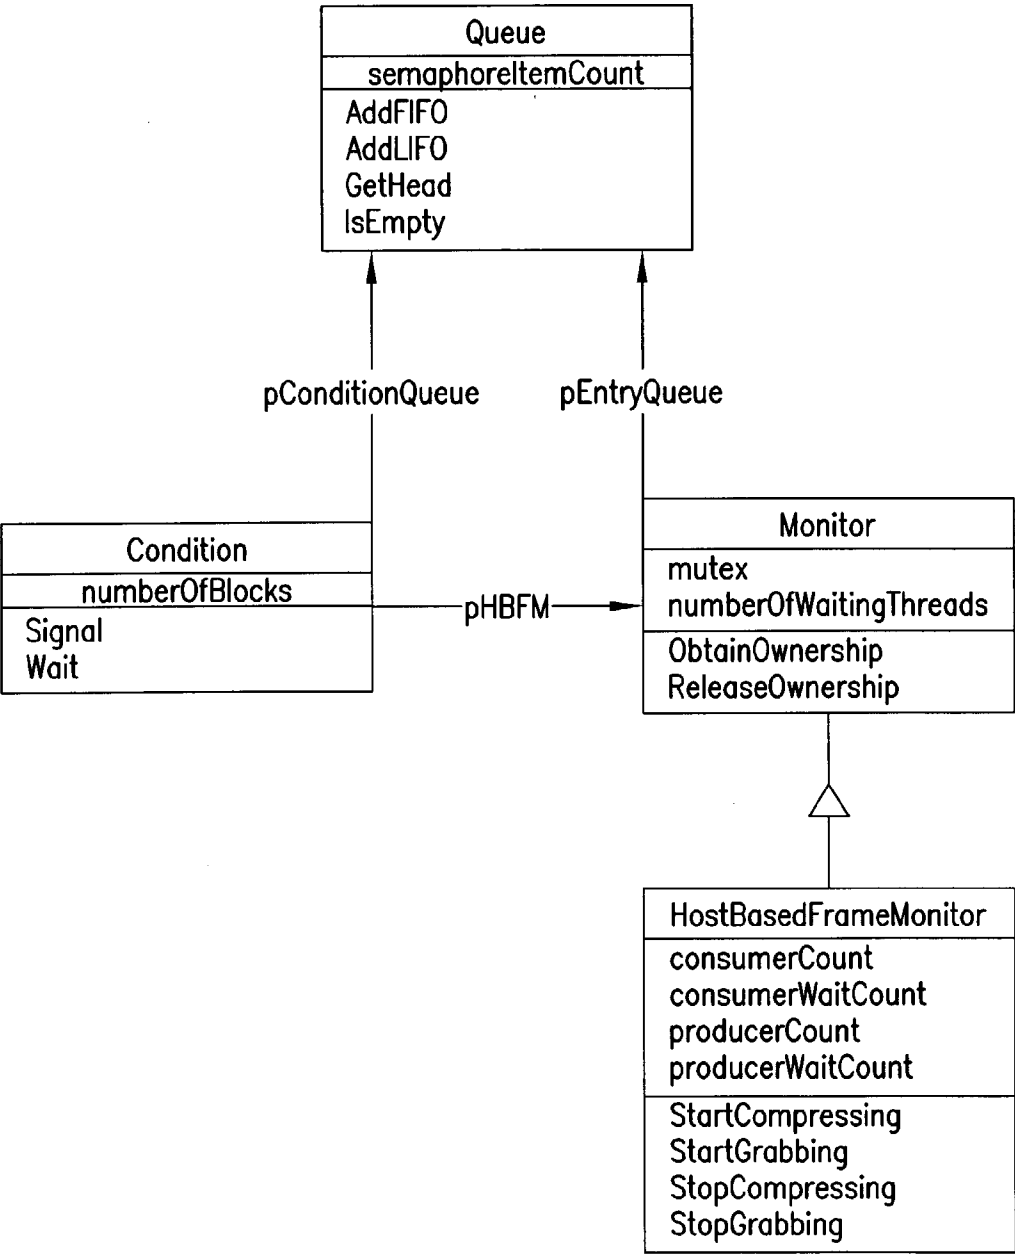 Queue
semaphoreItemCount
AddFIFO
AddLIFO
GetHead
IsEmpty
pConditionQueue
pEntryQueue
Condition
numberOfBlocks
Signal
Wait
pHBFM
Monitor
mutex
numberOfWaitingThreads
ObtainOwnership
ReleaseOwnership
HostBasedFrameMonitor
consumerCount
consumerWaitCount
producerCount
producerWaitCount
StartCompressing
StartGrabbing
StopCompressing
StopGrabbing